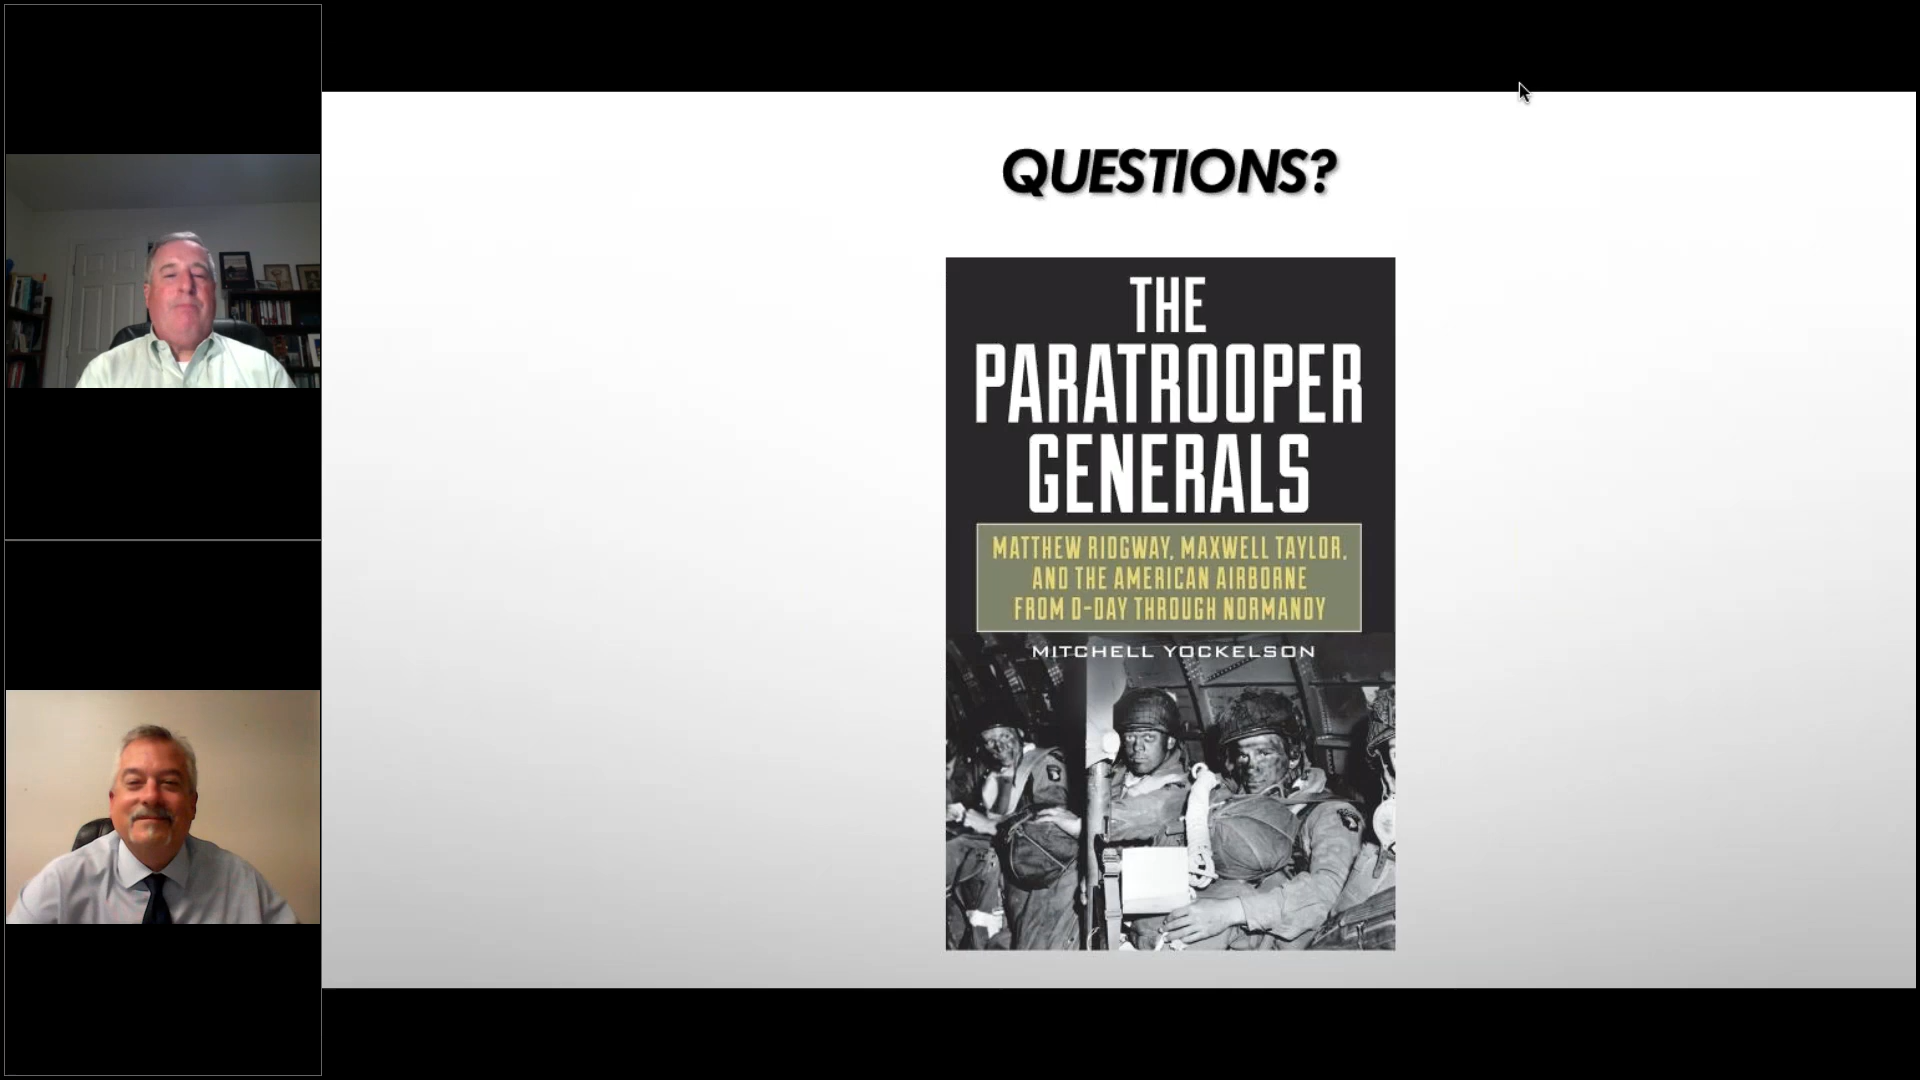 QUESTIONS?
THE
PARATROOPER
GENERALS
MATTHEW RIDGWAY, MAXWELL TAYLOR,
AND THE AMERICAN AIRBORNE
FROM D-DAY THROUGH NORMANDY
MITCHELL YOCKELSON